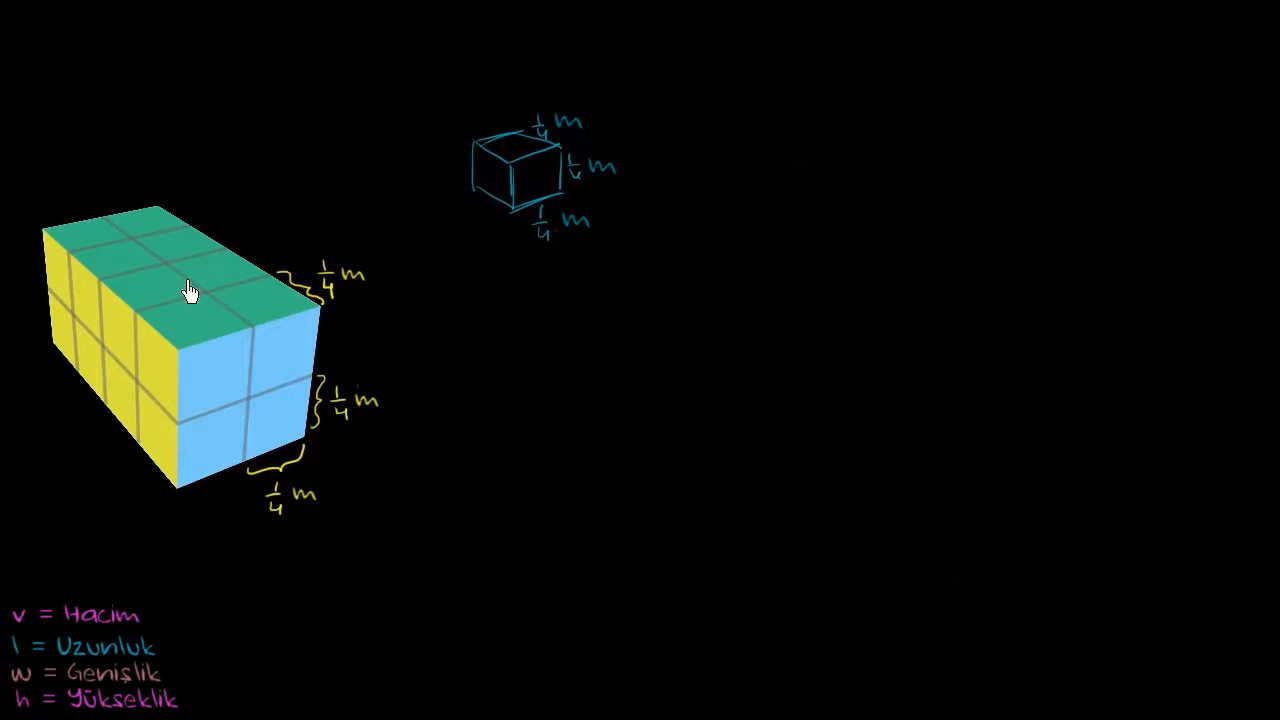 1/4 m
1/4 m
1/4 m
1/4 m
1/4 m
1/4 m
v = Hacim
l = Uzunluk
w = Genişlik
h = Yükseklik